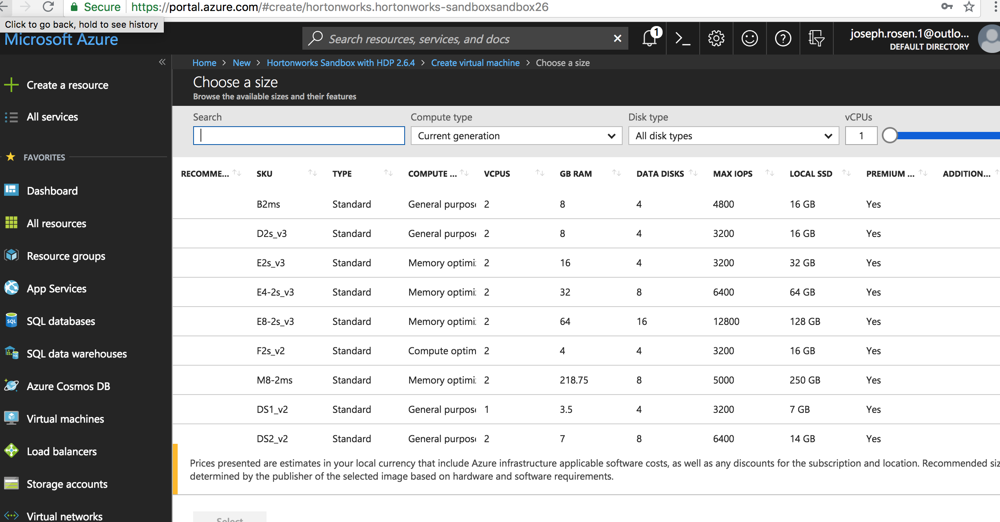 Secure https://portal.azure.com/#create/hortonworks.hortonworks-sandboxsandbox26
Click to go back, hold to see history
Microsoft Azure
Search resources, services, and docs
1
joseph.rosen.1@outlo...
DEFAULT DIRECTORY
Home > New > Hortonworks Sandbox with HDP 2.6.4 > Create virtual machine > Choose a size
Choose a size
Browse the available sizes and their features
Create a resource
All services
FAVORITES
Dashboard
All resources
Resource groups
App Services
SQL databases
SQL data warehouses
Azure Cosmos DB
Virtual machines
Load balancers
Storage accounts
Virtual networks
Search Compute type Disk type vCPUs
Current generation All disk types 1
RECOMME... SKU TYPE COMPUTE ... VCPUS GB RAM DATA DISKS MAX IOPS LOCAL SSD PREMIUM ... ADDITION...
B2ms Standard General purpos 2 8 4 4800 16 GB Yes
D2s_v3 Standard General purpos 2 8 4 3200 16 GB Yes
E2s_v3 Standard Memory optimi 2 16 4 3200 32 GB Yes
E4-2s_v3 Standard Memory optimi 2 32 8 6400 64 GB Yes
E8-2s_v3 Standard Memory optimi 2 64 16 12800 128 GB Yes
F2s_v2 Standard Compute optim 2 4 4 3200 16 GB Yes
M8-2ms Standard Memory optimi 2 218.75 8 5000 250 GB Yes
DS1_v2 Standard General purpos 1 3.5 4 3200 7 GB Yes
DS2_v2 Standard General purpos 2 7 8 6400 14 GB Yes
Prices presented are estimates in your local currency that include Azure infrastructure applicable software costs, as well as any discounts for the subscription and location. Recommended siz
determined by the publisher of the selected image based on hardware and software requirements.
Select